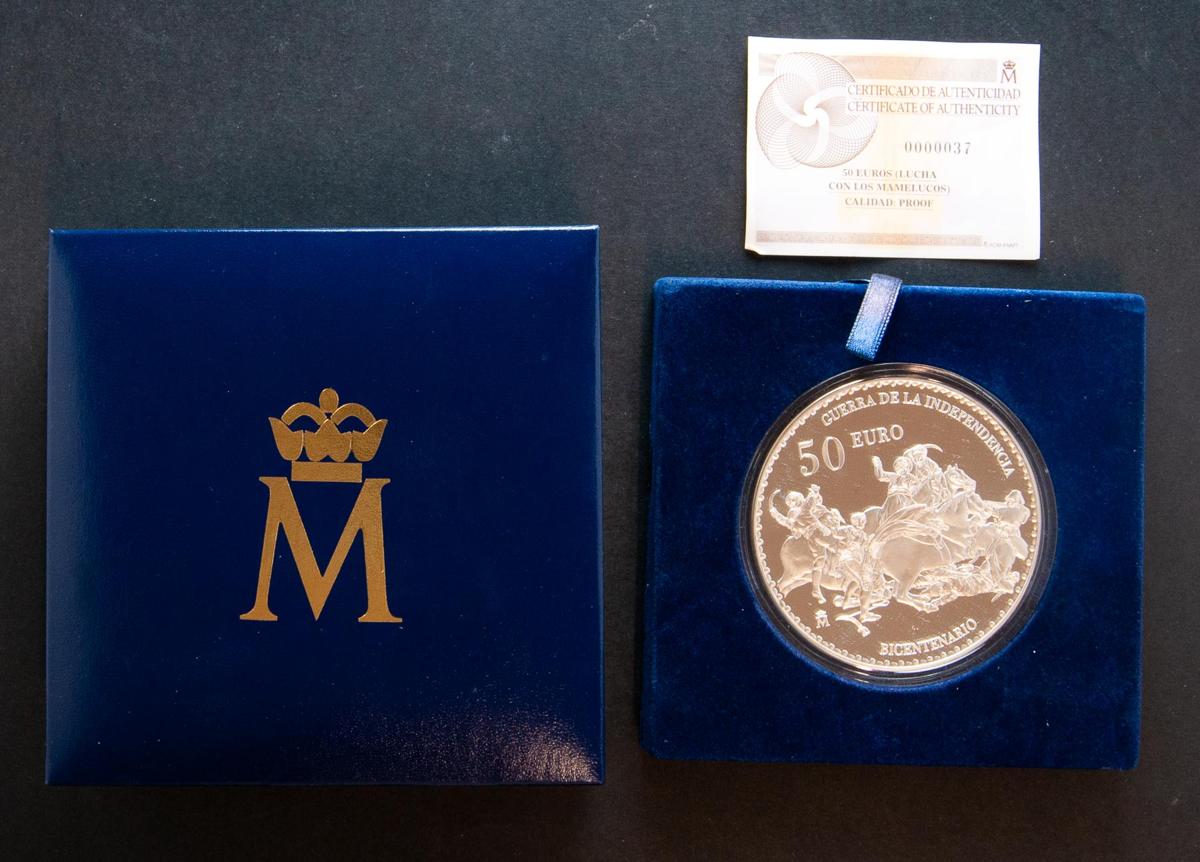 M
M
CERTIFICADO DE AUTENTICIDAD
CERTIFICATE OF AUTHENTICITY
0000037
50 EUROS (LUCHA
CON LOS MAMELUCOS)
CALIDAD: PROOF
GUERRA DE LA INDEPENDENCIA
50 EURO
M
BICENTENARIO